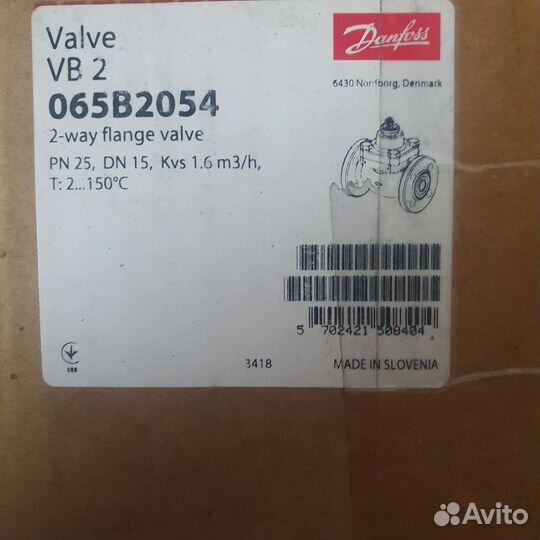 Valve
VB 2
065B2054
2-way flange valve
PN 25, DN 15, Kvs 1.6 m3/h,
T: 2...150°C
Danfoss
6430 Nordborg, Denmark
5 702421 508404
3418
MADE IN SLOVENIA
Avito